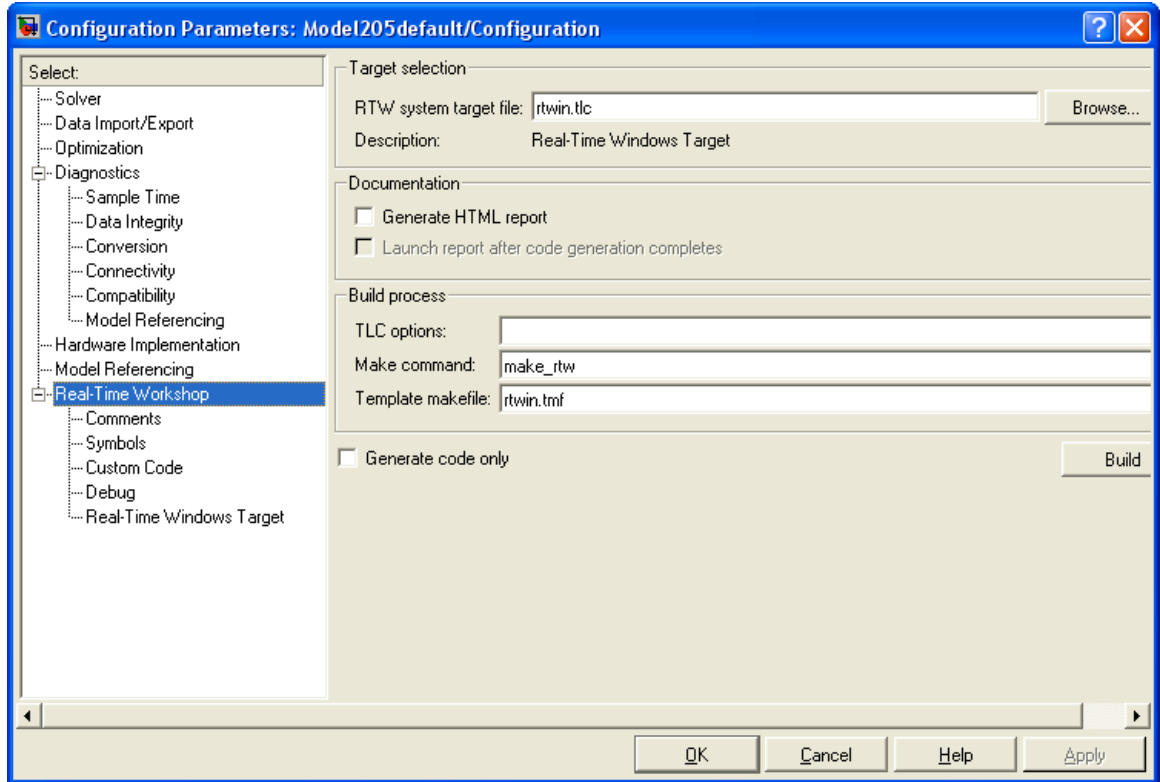 Configuration Parameters: Model205default/Configuration
Select:
Solver
Data Import/Export
Optimization
Diagnostics
Sample Time
Data Integrity
Conversion
Connectivity
Compatibility
Model Referencing
Hardware Implementation
Model Referencing
Real-Time Workshop
Comments
Symbols
Custom Code
Debug
Real-Time Windows Target
Target selection
RTW system target file: rtwin.tlc Browse...
Description: Real-Time Windows Target
Documentation
Generate HTML report
Launch report after code generation completes
Build process
TLC options:
Make command: make_rtw
Template makefile: rtwin.tmf
Generate code only Build
OK Cancel Help Apply